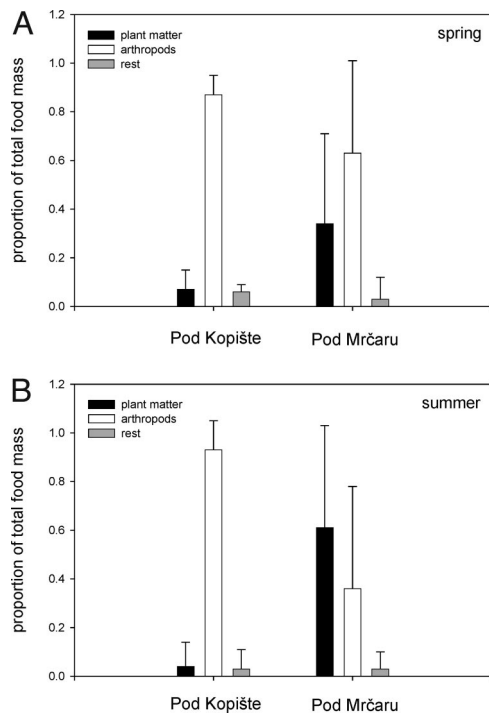 A
spring
plant matter
arthropods
rest
proportion of total food mass
1.2
1.0
0.8
0.6
0.4
0.2
0.0
Pod Kopište Pod Mrčaru
B
summer
plant matter
arthropods
rest
proportion of total food mass
1.2
1.0
0.8
0.6
0.4
0.2
0.0
Pod Kopište Pod Mrčaru